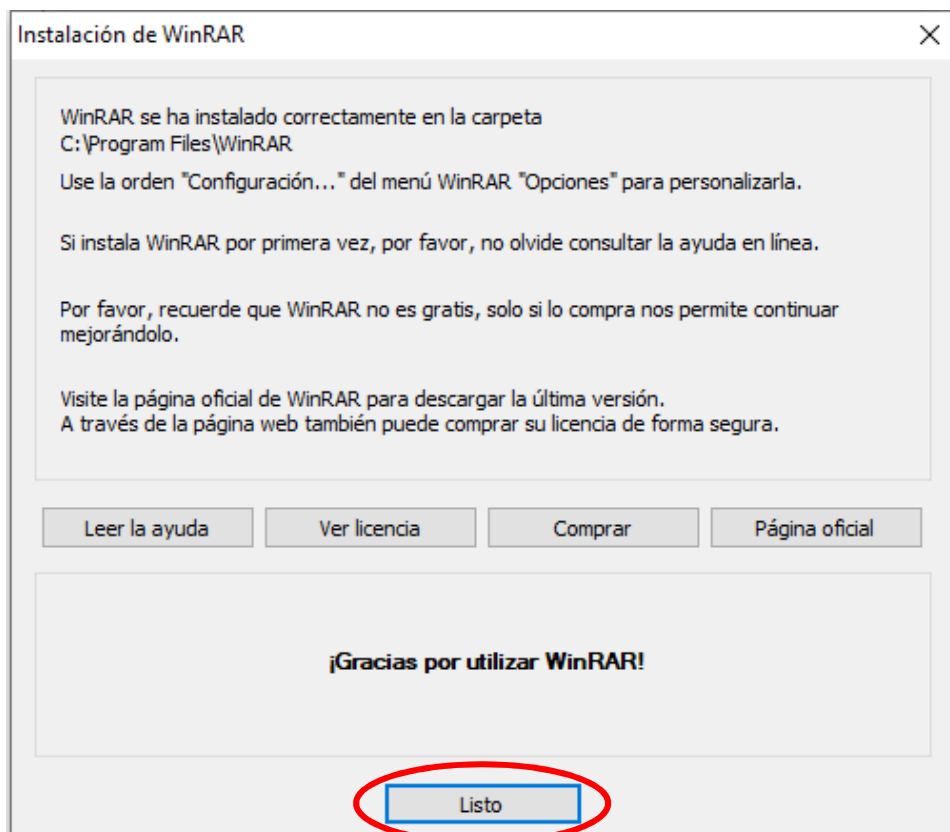 Instalación de WinRAR
WinRAR se ha instalado correctamente en la carpeta
C:\Program Files\WinRAR
Use la orden "Configuración..." del menú WinRAR "Opciones" para personalizarla.
Si instala WinRAR por primera vez, por favor, no olvide consultar la ayuda en línea.
Por favor, recuerde que WinRAR no es gratis, solo si lo compra nos permite continuar
mejorándolo.
Visite la página oficial de WinRAR para descargar la última versión.
A través de la página web también puede comprar su licencia de forma segura.
Leer la ayuda Ver licencia Comprar Página oficial
¡Gracias por utilizar WinRAR!
Listo